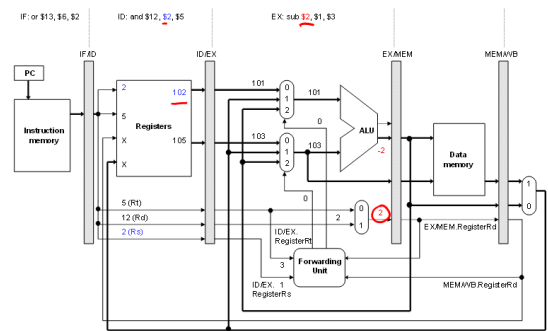 IF: or $13, $6, $2
ID: and $12, $2, $5
EX: sub $2, $1, $3
IF/ID
ID/EX
EX/MEM
MEM/WB
PC
Instruction
memory
2
5
X
X
102
Registers
105
101
103
0
1
2
0
0
1
2
0
101
103
ALU
-2
Data
memory
1
0
5 (Rt)
12 (Rd)
2 (Rs)
2
0
1
2
ID/EX.
RegisterRt
3
ID/EX. 1
RegisterRs
Forwarding
Unit
EX/MEM.RegisterRd
MEM/WB.RegisterRd